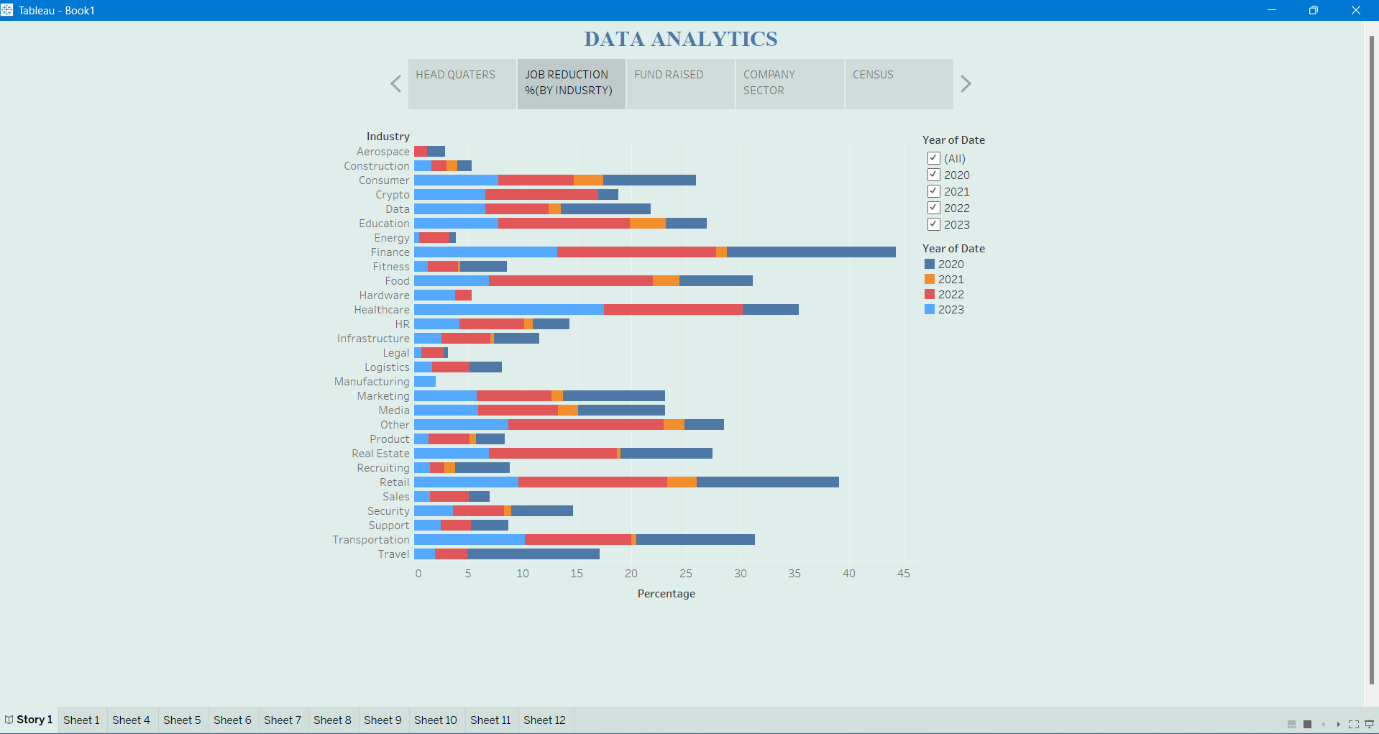 Tableau - Book1
DATA ANALYTICS
HEAD QUATERS
JOB REDUCTION
%(BY INDUSRTY)
FUND RAISED
COMPANY
SECTOR
CENSUS
Industry
Aerospace
Construction
Consumer
Crypto
Data
Education
Energy
Finance
Fitness
Food
Hardware
Healthcare
HR
Infrastructure
Legal
Logistics
Manufacturing
Marketing
Media
Other
Product
Real Estate
Recruiting
Retail
Sales
Security
Support
Transportation
Travel
0 5 10 15 20 25 30 35 40 45
Percentage
Year of Date
(All)
2020
2021
2022
2023
Year of Date
2020
2021
2022
2023
Story 1 Sheet 1 Sheet 4 Sheet 5 Sheet 6 Sheet 7 Sheet 8 Sheet 9 Sheet 10 Sheet 11 Sheet 12